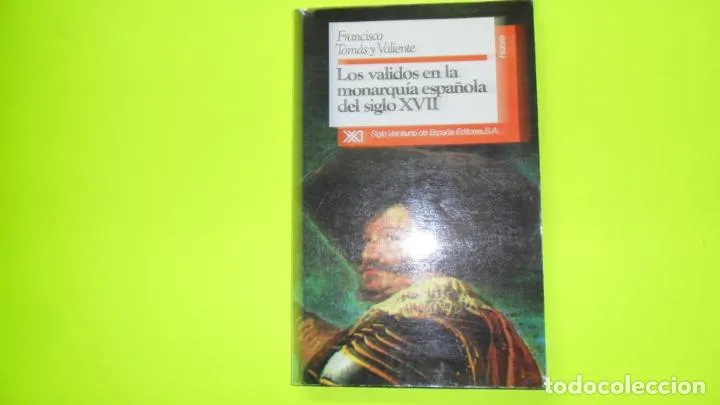 Francisco
Tomás y Valiente
Los validos en la
monarquía española
del siglo XVII
Historia
XXI
Siglo Veintiuno de España Editores, S.A.
todocoleccion